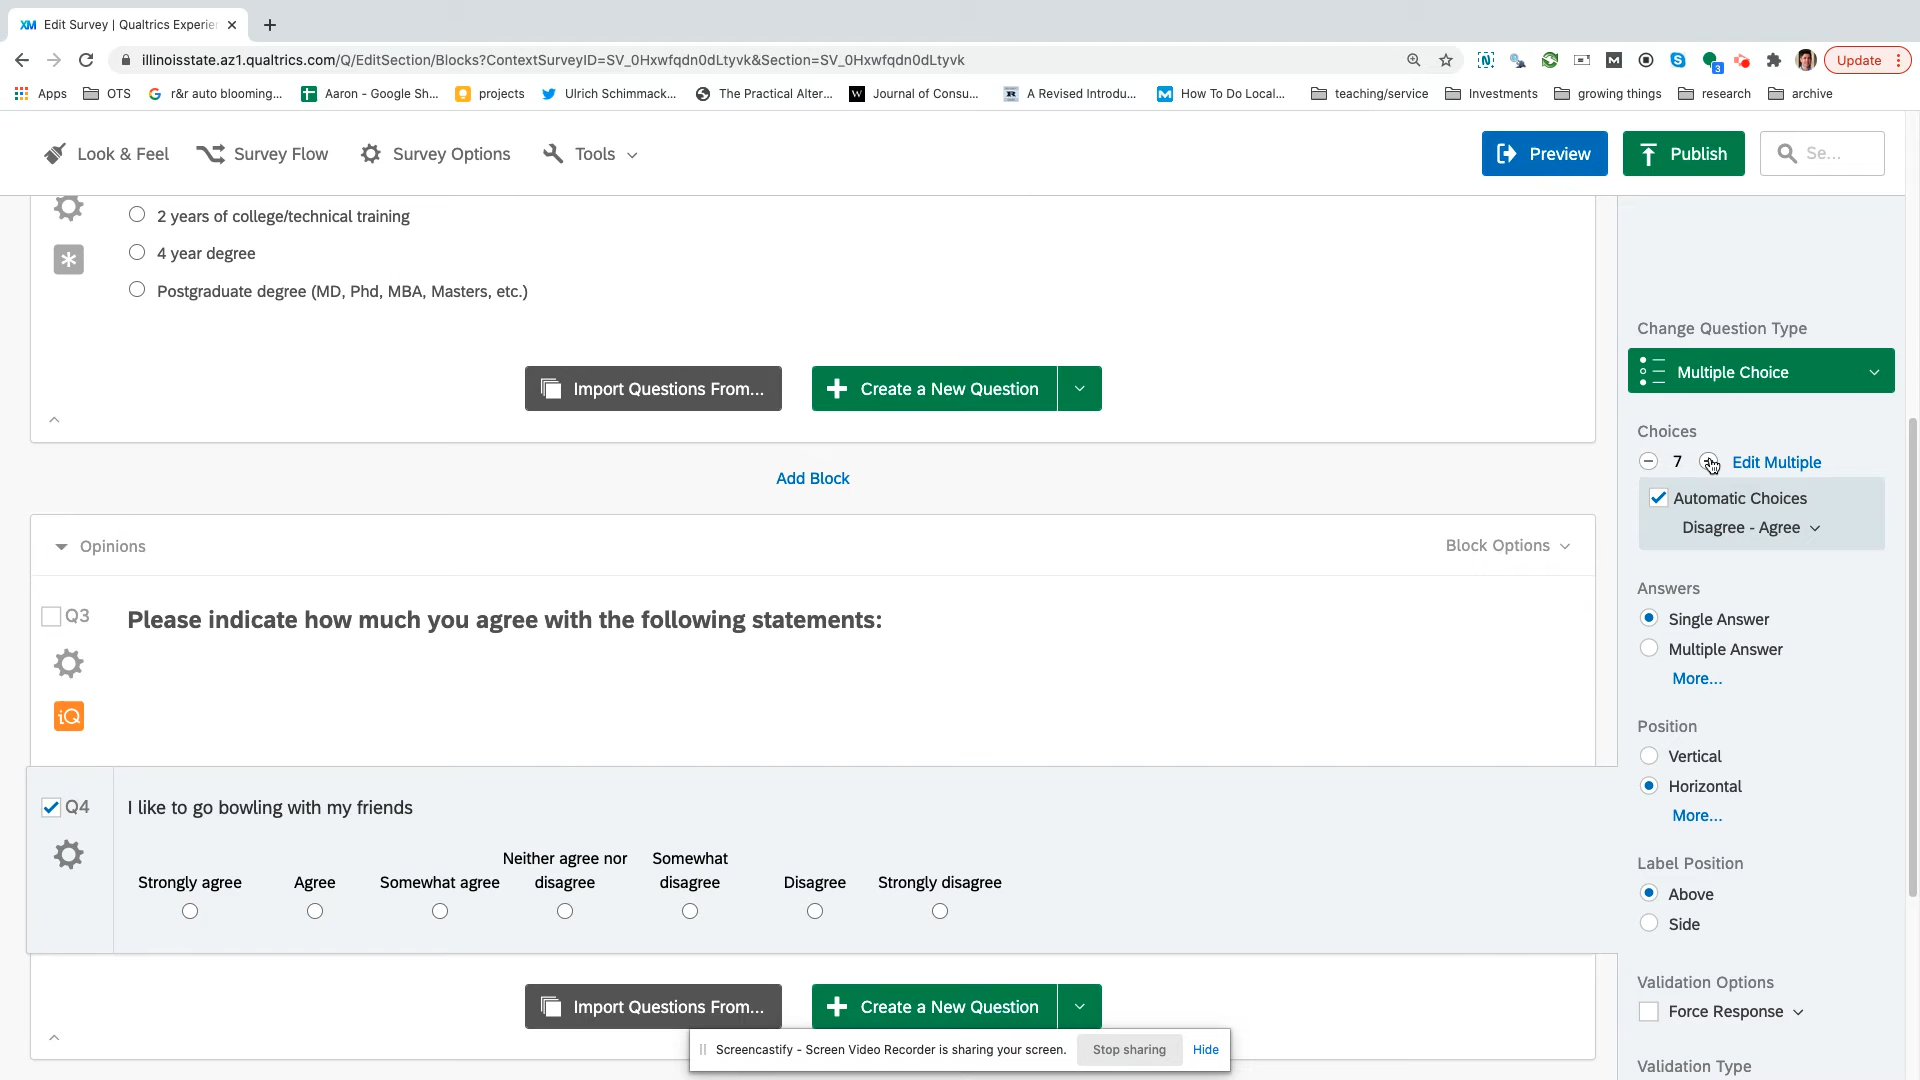 XM Edit Survey | Qualtrics Experie
illinoisstate.az1.qualtrics.com/Q/EditSection/Blocks?ContextSurveyID=SV_0Hxwfqdn0dLtyvk&Section=SV_0Hxwfqdn0dLtyvk
3
Update
Apps OTS r&r auto blooming... Aaron - Google Sh... projects Ulrich Schimmack... The Practical Alter... Journal of Consu... A Revised Introdu... How To Do Local... teaching/service Investments growing things research archive
Look & Feel Survey Flow Survey Options Tools Preview Publish Se...
2 years of college/technical training
4 year degree
Postgraduate degree (MD, Phd, MBA, Masters, etc.)
Import Questions From... Create a New Question
Add Block
Opinions Block Options
Q3 Please indicate how much you agree with the following statements:
iQ
Q4 I like to go bowling with my friends
Strongly agree Agree Somewhat agree Neither agree nor disagree Somewhat disagree Disagree Strongly disagree
Import Questions From... Create a New Question
Change Question Type
Multiple Choice
Choices
7 Edit Multiple
Automatic Choices
Disagree - Agree
Answers
Single Answer
Multiple Answer
More...
Position
Vertical
Horizontal
More...
Label Position
Above
Side
Validation Options
Force Response
Validation Type
Screencastify - Screen Video Recorder is sharing your screen. Stop sharing Hide